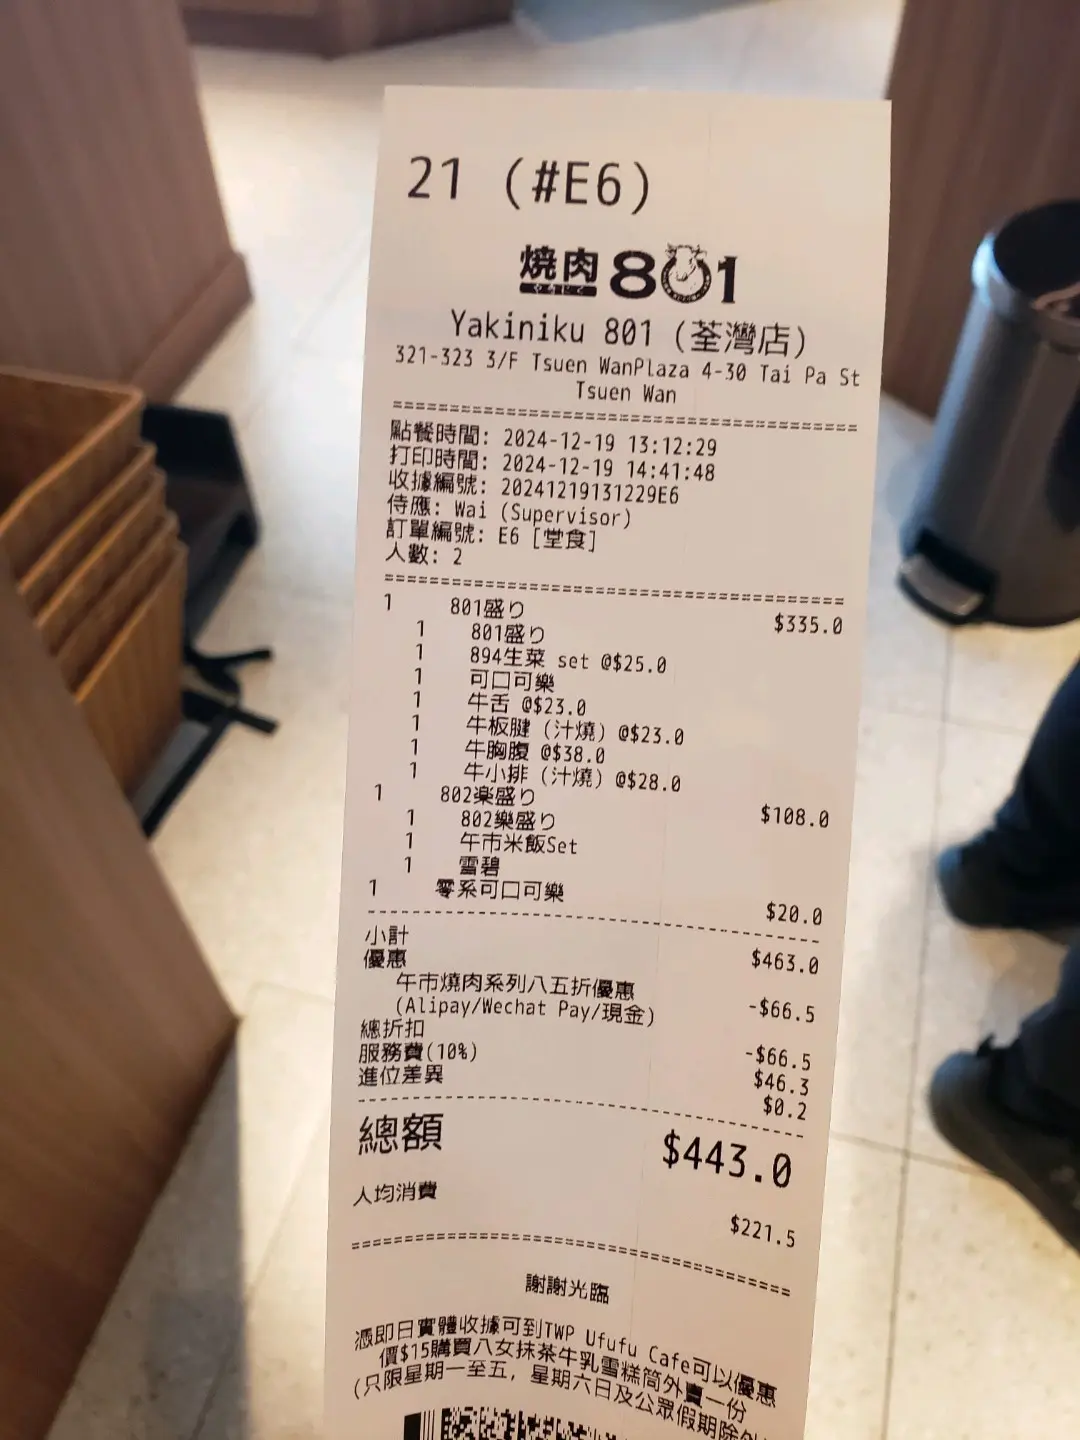 21 (#E6)
燒肉 801
Yakiniku 801 (荃灣店)
321-323 3/F Tsuen WanPlaza 4-30 Tai Pa St
Tsuen Wan
點餐時間: 2024-12-19 13:12:29
打印時間: 2024-12-19 14:41:48
收據編號: 20241219131229E6
侍應: Wai (Supervisor)
訂單編號: E6 [堂食]
人數: 2
1 801盛り $335.0
1 801盛り
1 894生菜 set @$25.0
1 可口可樂
1 牛舌 @$23.0
1 牛板腱 (汁燒) @$23.0
1 牛胸腹 @$38.0
1 牛小排 (汁燒) @$28.0
1 802楽盛り $108.0
1 802樂盛り
1 午市米飯Set
1 雪碧
1 零系可口可樂 $20.0
小計 $463.0
優惠
午市燒肉系列八五折優惠 -$66.5
(Alipay/Wechat Pay/現金)
總折扣 -$66.5
服務費(10%) $46.3
進位差異 $0.2
總額 $443.0
人均消費 $221.5
謝謝光臨
憑即日實體收據可到TWP Ufufu Cafe可以優惠
價$15購買八女抹茶牛乳雪糕筒外賣一份
(只限星期一至五, 星期六日及公眾假期除外